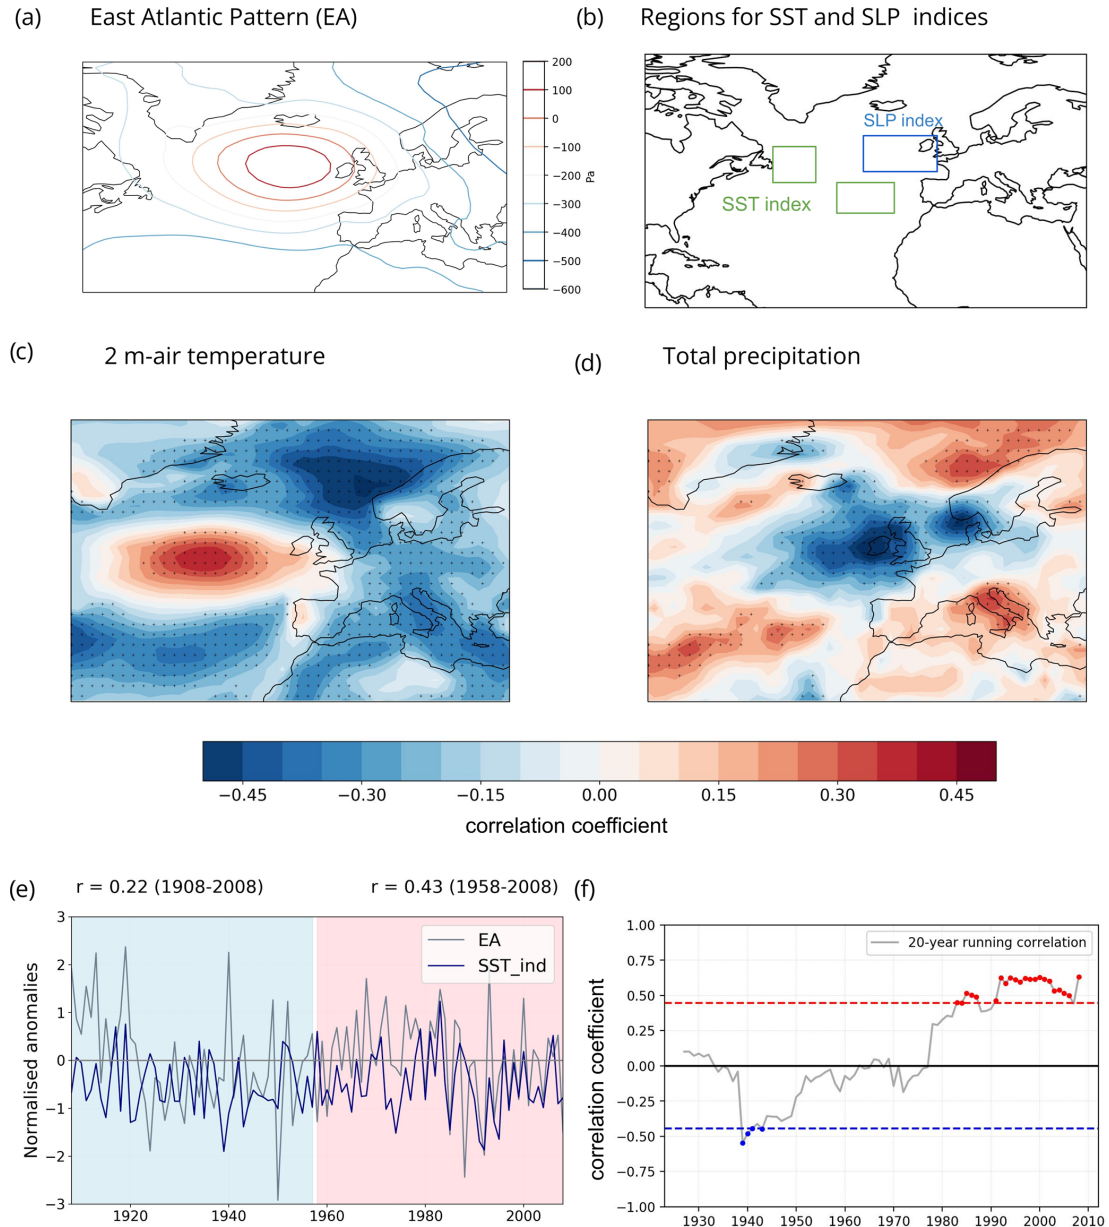 (a) East Atlantic Pattern (EA)
200
100
0
−100
−200
−300
−400
−500
−600
Pa
(b) Regions for SST and SLP indices
SLP index
SST index
(c) 2 m-air temperature
(d) Total precipitation
−0.45 −0.30 −0.15 0.00 0.15 0.30 0.45
correlation coefficient
(e) r = 0.22 (1908-2008) r = 0.43 (1958-2008)
Normalised anomalies
3
2
1
0
−1
−2
−3
EA
SST_ind
1920 1940 1960 1980 2000
(f)
correlation coefficient
1.00
0.75
0.50
0.25
0.00
−0.25
−0.50
−0.75
−1.00
20-year running correlation
1930 1940 1950 1960 1970 1980 1990 2000 2010